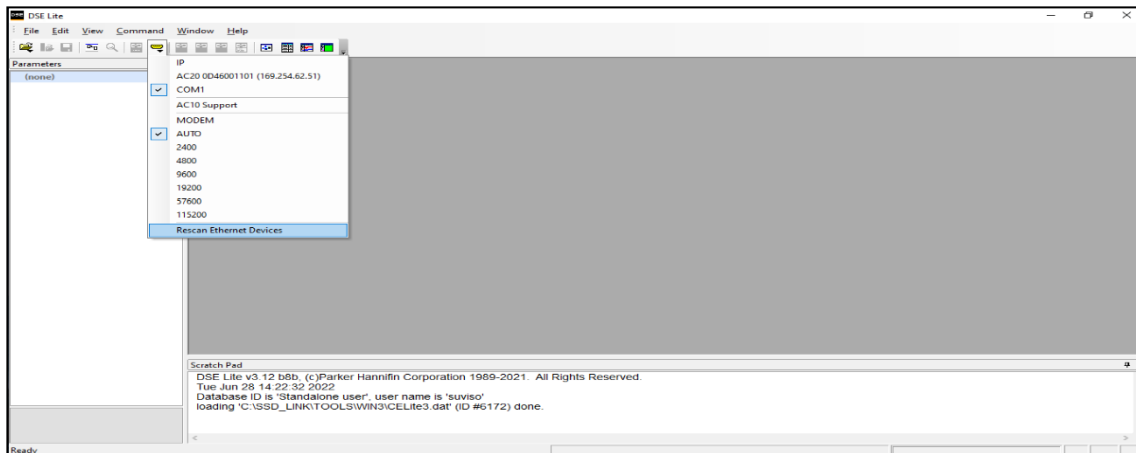 DSE Lite
File Edit View Command Window Help
Parameters
(none)
IP
AC20 0D46001101 (169.254.62.51)
COM1
AC10 Support
MODEM
AUTO
2400
4800
9600
19200
57600
115200
Rescan Ethernet Devices
Scratch Pad
DSE Lite v3.12 b8b, (c)Parker Hannifin Corporation 1989-2021. All Rights Reserved.
Tue Jun 28 14:22:32 2022
Database ID is 'Standalone user', user name is 'suviso'
loading 'C:\SSD_LINK\TOOLS\WIN3\CELite3.dat' (ID #6172) done.
Ready